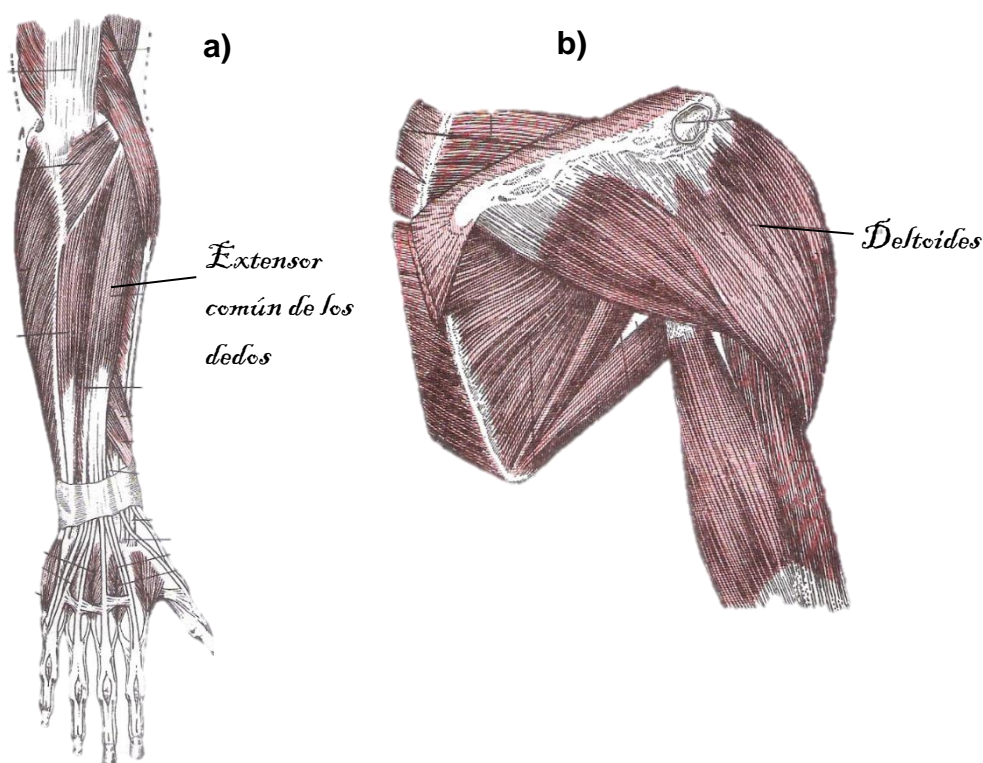 a)
b)
Extensor
común de los
dedos
Deltoides